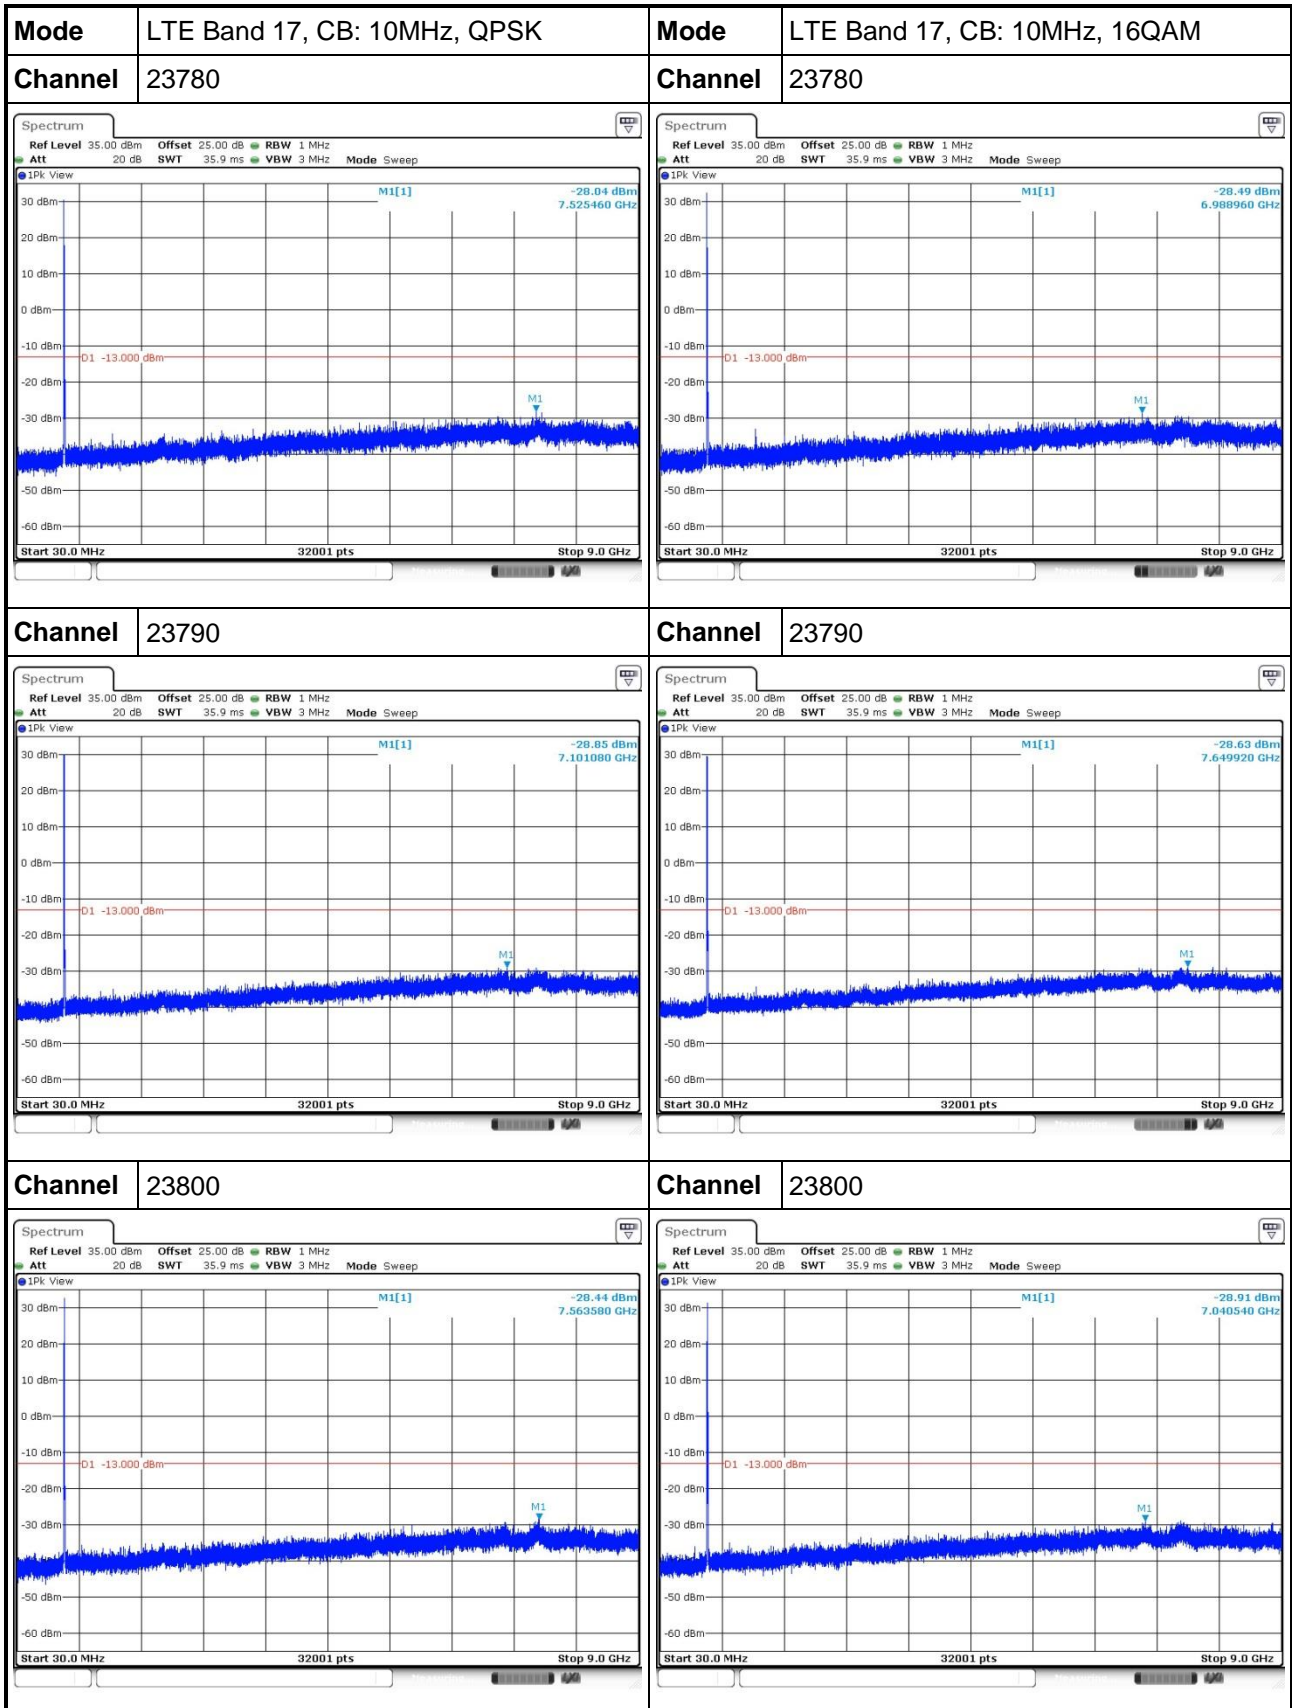 Mode LTE Band 17, CB: 10MHz, QPSK Mode LTE Band 17, CB: 10MHz, 16QAM
Channel 23780 Channel 23780
Spectrum
Ref Level 35.00 dBm Offset 25.00 dB RBW 1 MHz
Att 20 dB SWT 35.9 ms VBW 3 MHz Mode Sweep
1Pk View
M1[1] -28.04 dBm
7.525460 GHz
30 dBm
20 dBm
10 dBm
0 dBm
-10 dBm
D1 -13.000 dBm
-20 dBm
M1
-30 dBm
-50 dBm
-60 dBm
Start 30.0 MHz 32001 pts Stop 9.0 GHz
Spectrum
Ref Level 35.00 dBm Offset 25.00 dB RBW 1 MHz
Att 20 dB SWT 35.9 ms VBW 3 MHz Mode Sweep
1Pk View
M1[1] -28.49 dBm
6.988960 GHz
30 dBm
20 dBm
10 dBm
0 dBm
-10 dBm
D1 -13.000 dBm
-20 dBm
M1
-30 dBm
-50 dBm
-60 dBm
Start 30.0 MHz 32001 pts Stop 9.0 GHz
Channel 23790 Channel 23790
Spectrum
Ref Level 35.00 dBm Offset 25.00 dB RBW 1 MHz
Att 20 dB SWT 35.9 ms VBW 3 MHz Mode Sweep
1Pk View
M1[1] -28.85 dBm
7.101080 GHz
30 dBm
20 dBm
10 dBm
0 dBm
-10 dBm
D1 -13.000 dBm
-20 dBm
M1
-30 dBm
-50 dBm
-60 dBm
Start 30.0 MHz 32001 pts Stop 9.0 GHz
Spectrum
Ref Level 35.00 dBm Offset 25.00 dB RBW 1 MHz
Att 20 dB SWT 35.9 ms VBW 3 MHz Mode Sweep
1Pk View
M1[1] -28.63 dBm
7.649920 GHz
30 dBm
20 dBm
10 dBm
0 dBm
-10 dBm
D1 -13.000 dBm
-20 dBm
M1
-30 dBm
-50 dBm
-60 dBm
Start 30.0 MHz 32001 pts Stop 9.0 GHz
Channel 23800 Channel 23800
Spectrum
Ref Level 35.00 dBm Offset 25.00 dB RBW 1 MHz
Att 20 dB SWT 35.9 ms VBW 3 MHz Mode Sweep
1Pk View
M1[1] -28.44 dBm
7.563580 GHz
30 dBm
20 dBm
10 dBm
0 dBm
-10 dBm
D1 -13.000 dBm
-20 dBm
M1
-30 dBm
-50 dBm
-60 dBm
Start 30.0 MHz 32001 pts Stop 9.0 GHz
Spectrum
Ref Level 35.00 dBm Offset 25.00 dB RBW 1 MHz
Att 20 dB SWT 35.9 ms VBW 3 MHz Mode Sweep
1Pk View
M1[1] -28.91 dBm
7.040540 GHz
30 dBm
20 dBm
10 dBm
0 dBm
-10 dBm
D1 -13.000 dBm
-20 dBm
M1
-30 dBm
-50 dBm
-60 dBm
Start 30.0 MHz 32001 pts Stop 9.0 GHz